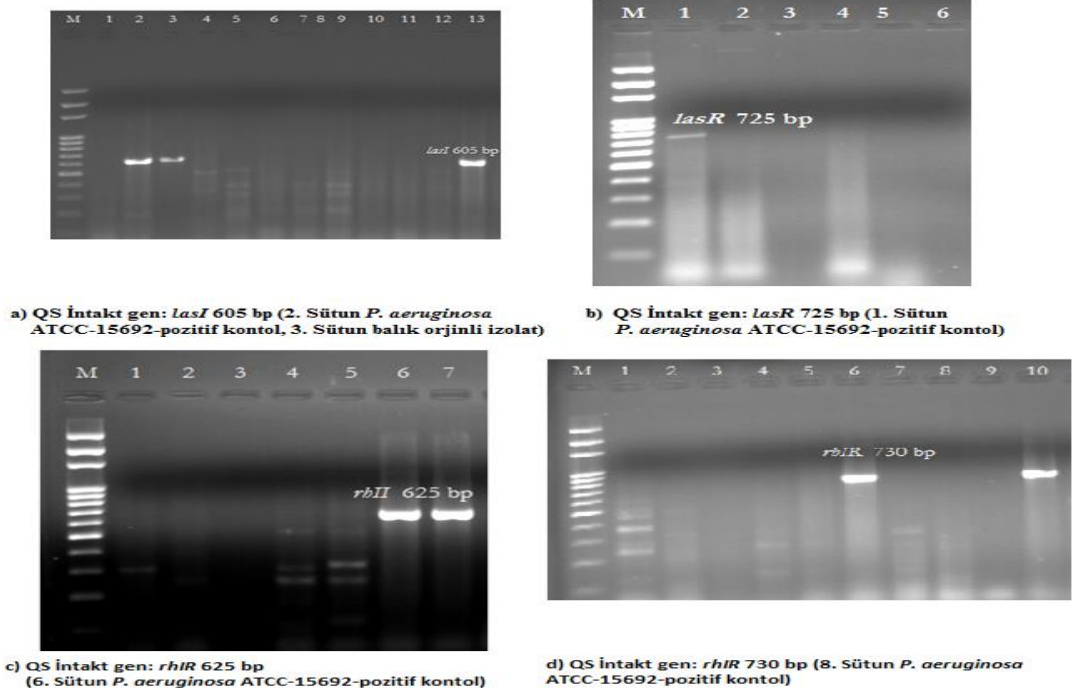 M 1 2 3 4 5 6 7 8 9 10 11 12 13
lasI 605 bp
M 1 2 3 4 5 6
lasR 725 bp
a) QS İntakt gen: lasI 605 bp (2. Sütun P. aeruginosa
ATCC-15692-pozitif kontol, 3. Sütun balık orjinli izolat)
b) QS İntakt gen: lasR 725 bp (1. Sütun
P. aeruginosa ATCC-15692-pozitif kontol)
M 1 2 3 4 5 6 7
rhlI 625 bp
M 1 2 3 4 5 6 7 8 9 10
rhlR 730 bp
c) QS İntakt gen: rhlR 625 bp
(6. Sütun P. aeruginosa ATCC-15692-pozitif kontol)
d) QS İntakt gen: rhlR 730 bp (8. Sütun P. aeruginosa
ATCC-15692-pozitif kontol)